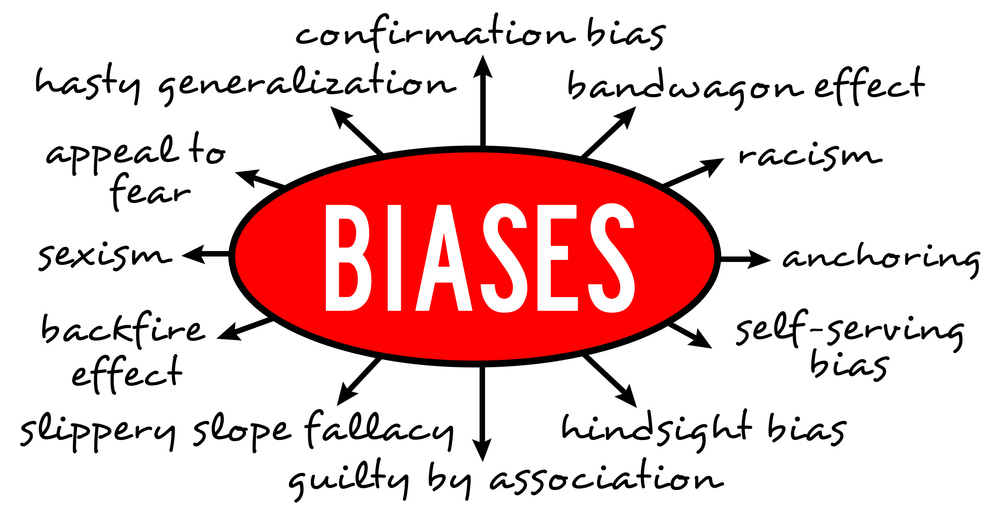 confirmation bias
hasty generalization
bandwagon effect
appeal to
fear
racism
BIASES
sexism
anchoring
backfire
effect
self-serving
bias
slippery slope fallacy
hindsight bias
guilty by association